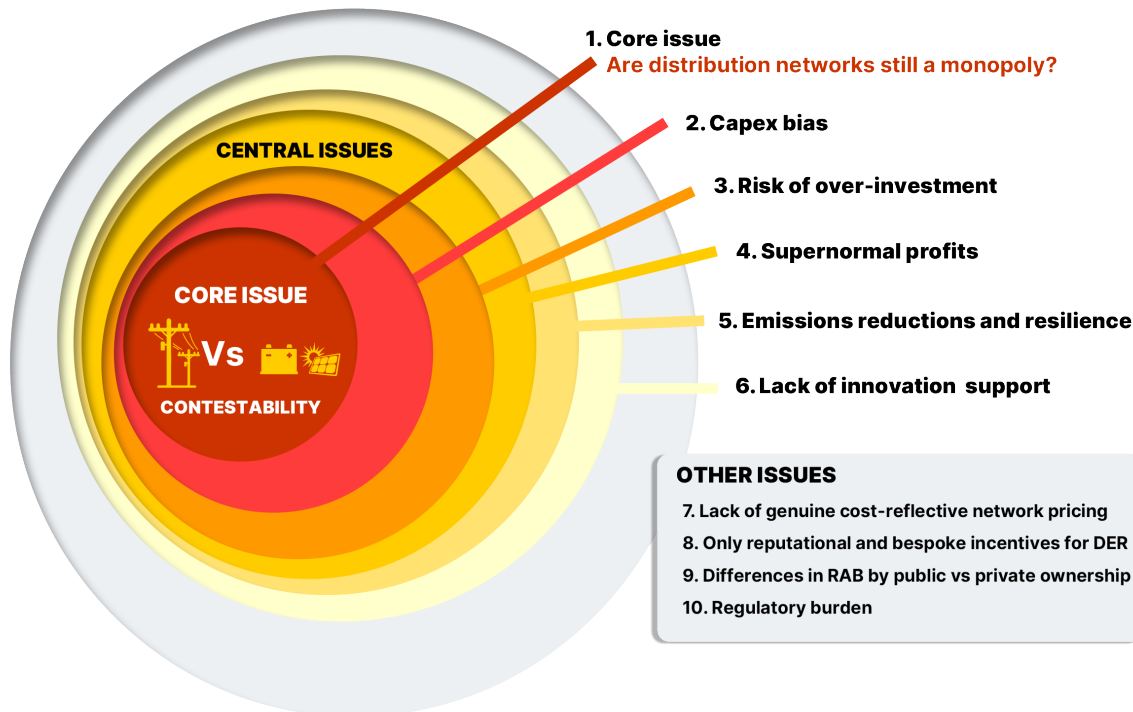 1. Core issue
Are distribution networks still a monopoly?
2. Capex bias
CENTRAL ISSUES
3. Risk of over-investment
4. Supernormal profits
CORE ISSUE
Vs
CONTESTABILITY
5. Emissions reductions and resilience
6. Lack of innovation support
OTHER ISSUES
7. Lack of genuine cost-reflective network pricing
8. Only reputational and bespoke incentives for DER
9. Differences in RAB by public vs private ownership
10. Regulatory burden